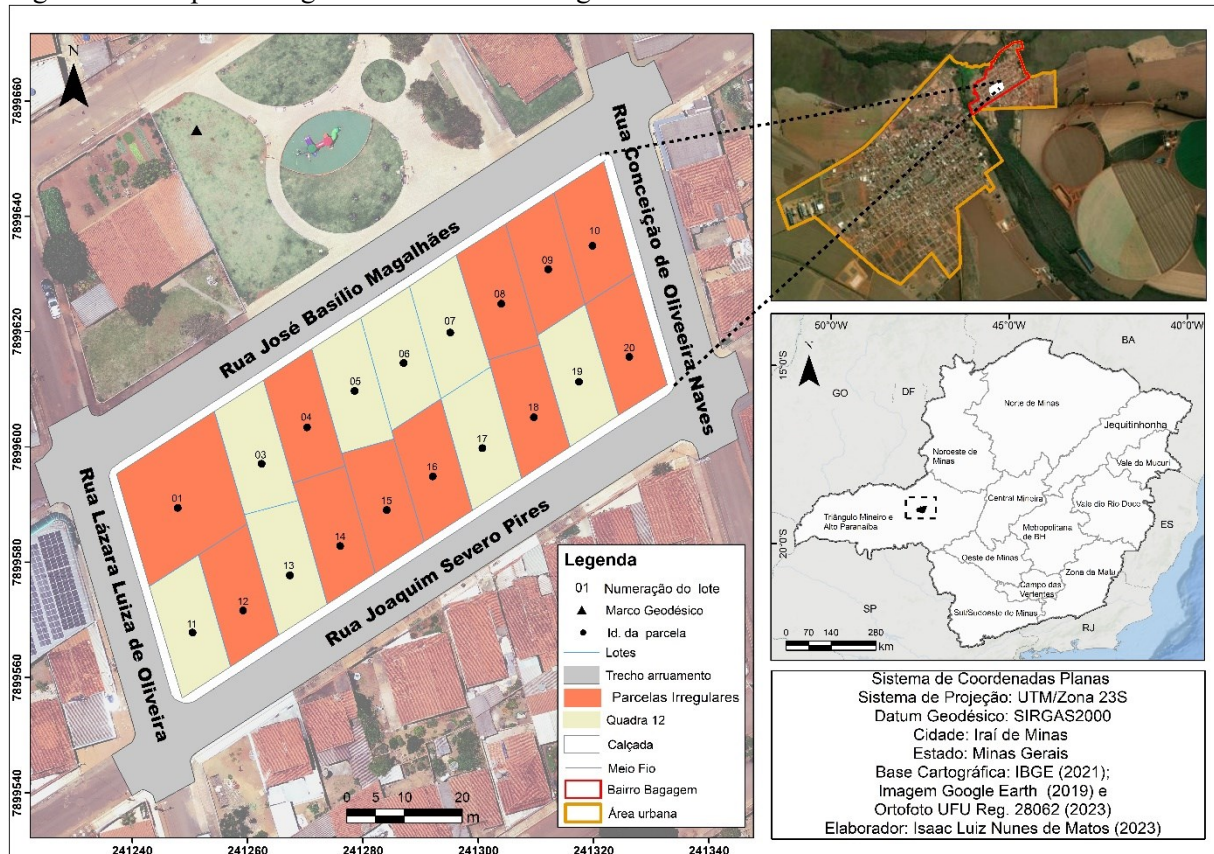 N
7899660
7899640
7899620
7899600
7899580
7899560
7899540
241240
241260
241280
241300
241320
241340
Rua José Basílio Magalhães
Rua Conceição de Oliveeira Naves
Rua Lázara Luiza de Oliveira
Rua Joaquim Severo Pires
01
03
04
05
06
07
08
09
10
11
12
13
14
15
16
17
18
19
20
0 5 10 20
m
Legenda
01 Numeração do lote
Marco Geodésico
Id. da parcela
Lotes
Trecho arruamento
Parcelas Irregulares
Quadra 12
Calçada
Meio Fio
Bairro Bagagem
Área urbana
50°0'W
45°0'W
40°0'W
15°0'S
20°0'S
BA
GO
DF
ES
SP
RJ
Norte de Minas
Jequitinhonha
Noroeste de
Minas
Vale do Mucuri
Central Mineira
Vale dio Rio Doce
Triângulo Mineiro e
Alto Paranaíba
Metropolitana
de BH
Oeste de Minas
Zona da Mata
Campo das
Vertentes
Sul/Sudoeste de Minas
0 70 140 280
km
Sistema de Coordenadas Planas
Sistema de Projeção: UTM/Zona 23S
Datum Geodésico: SIRGAS2000
Cidade: Iraí de Minas
Estado: Minas Gerais
Base Cartográfica: IBGE (2021);
Imagem Google Earth (2019) e
Ortofoto UFU Reg. 28062 (2023)
Elaborador: Isaac Luiz Nunes de Matos (2023)